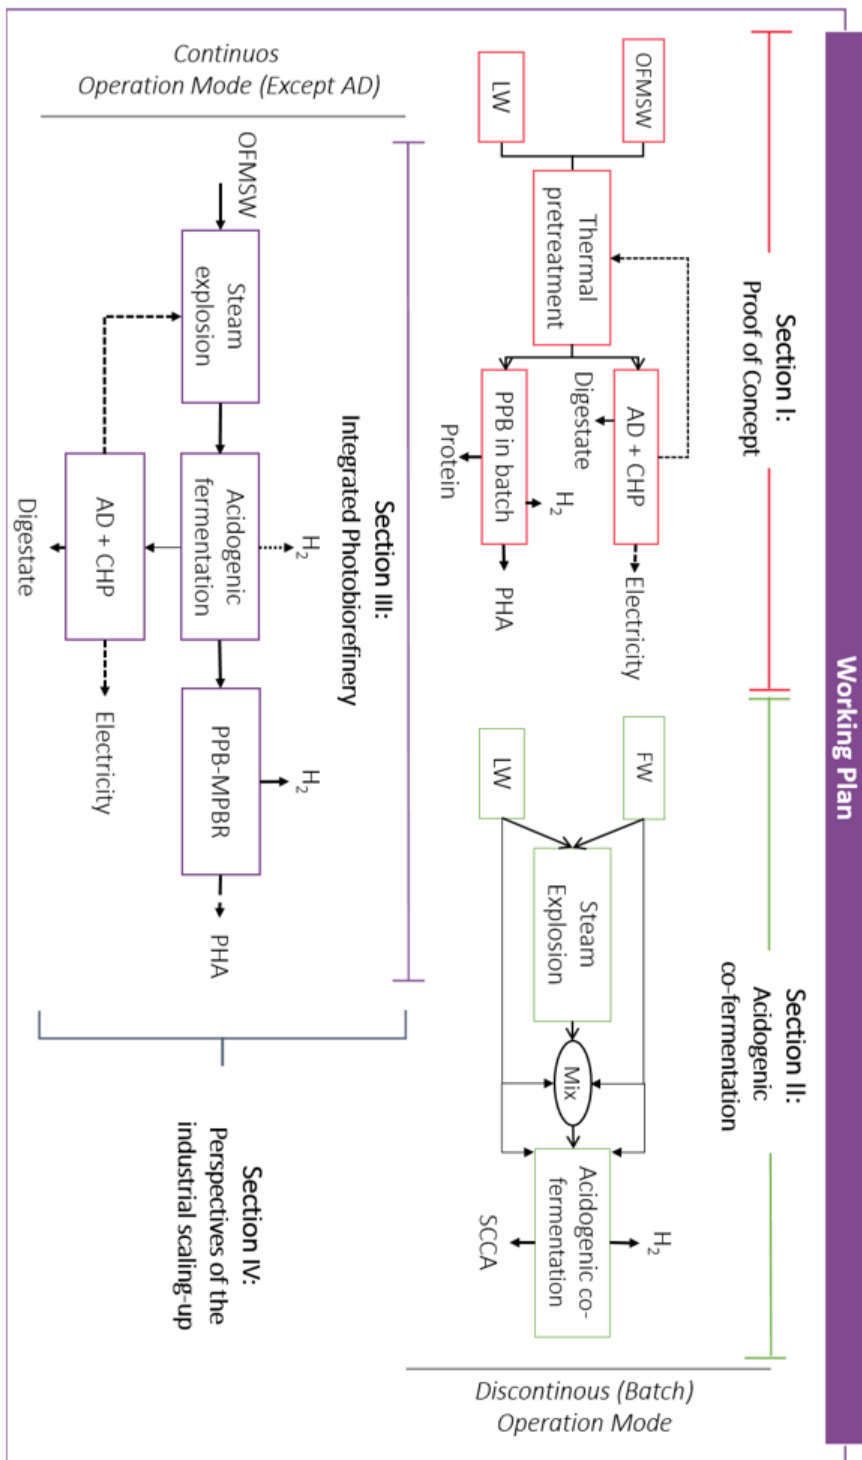 Working Plan
Section I:
Proof of Concept
OFMSW
LW
Thermal
pretreatment
AD + CHP
Electricity
Digestate
PPB in batch
H2
Protein
PHA
Section II:
Acidogenic
co-fermentation
FW
LW
Steam
Explosion
Mix
Acidogenic co-
fermentation
H2
SCCA
Discontinous (Batch)
Operation Mode
Continuos
Operation Mode (Except AD)
Section III:
Integrated Photobiorefinery
OFMSW
Steam
explosion
Acidogenic
fermentation
H2
AD + CHP
Digestate
Electricity
PPB-MPBR
H2
PHA
Section IV:
Perspectives of the
industrial scaling-up